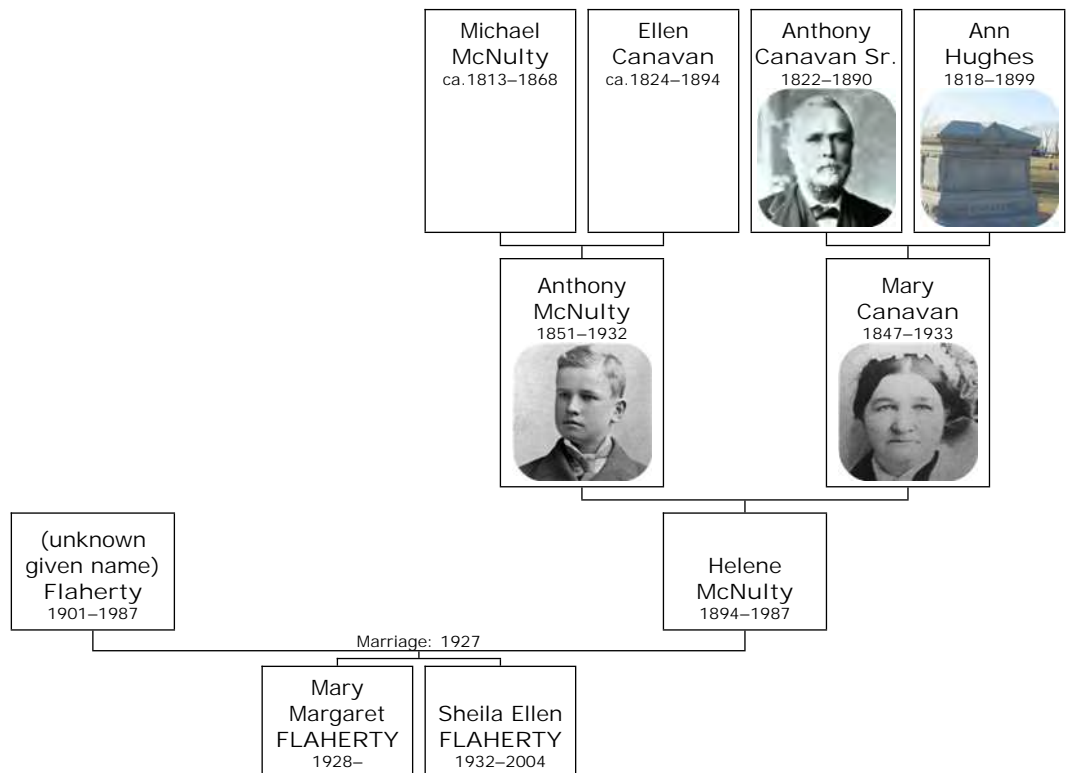 Michael
McNulty
ca.1813–1868
Ellen
Canavan
ca.1824–1894
Anthony
Canavan Sr.
1822–1890
Ann
Hughes
1818–1899
Anthony
McNulty
1851–1932
Mary
Canavan
1847–1933
(unknown
given name)
Flaherty
1901–1987
Helene
McNulty
1894–1987
Marriage: 1927
Mary
Margaret
FLAHERTY
1928–
Sheila Ellen
FLAHERTY
1932–2004